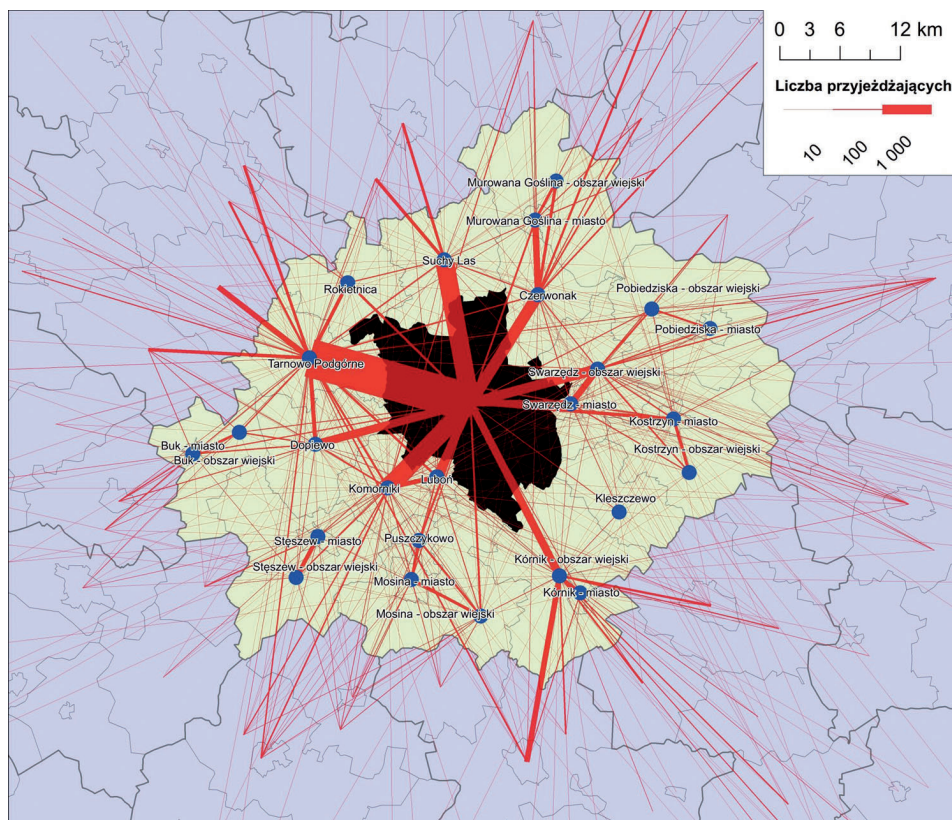 0 3 6 12 km
Liczba przyjeżdżających
10 100 1 000
Murowana Goślina - obszar wiejski
Murowana Goślina - miasto
Suchy Las
Rokietnica
Czerwonak
Pobiedziska - obszar wiejski
Pobiedziska - miasto
Tarnowo Podgórne
Swarzędz - obszar wiejski
Swarzędz - miasto
Kostrzyn - miasto
Buk - miasto
Dopiewo
Kostrzyn - obszar wiejski
Buk - obszar wiejski
Luboń
Komorniki
Kleszczewo
Stęszew - miasto
Puszczykowo
Kórnik - obszar wiejski
Stęszew - obszar wiejski
Mosina - miasto
Kórnik - miasto
Mosina - obszar wiejski